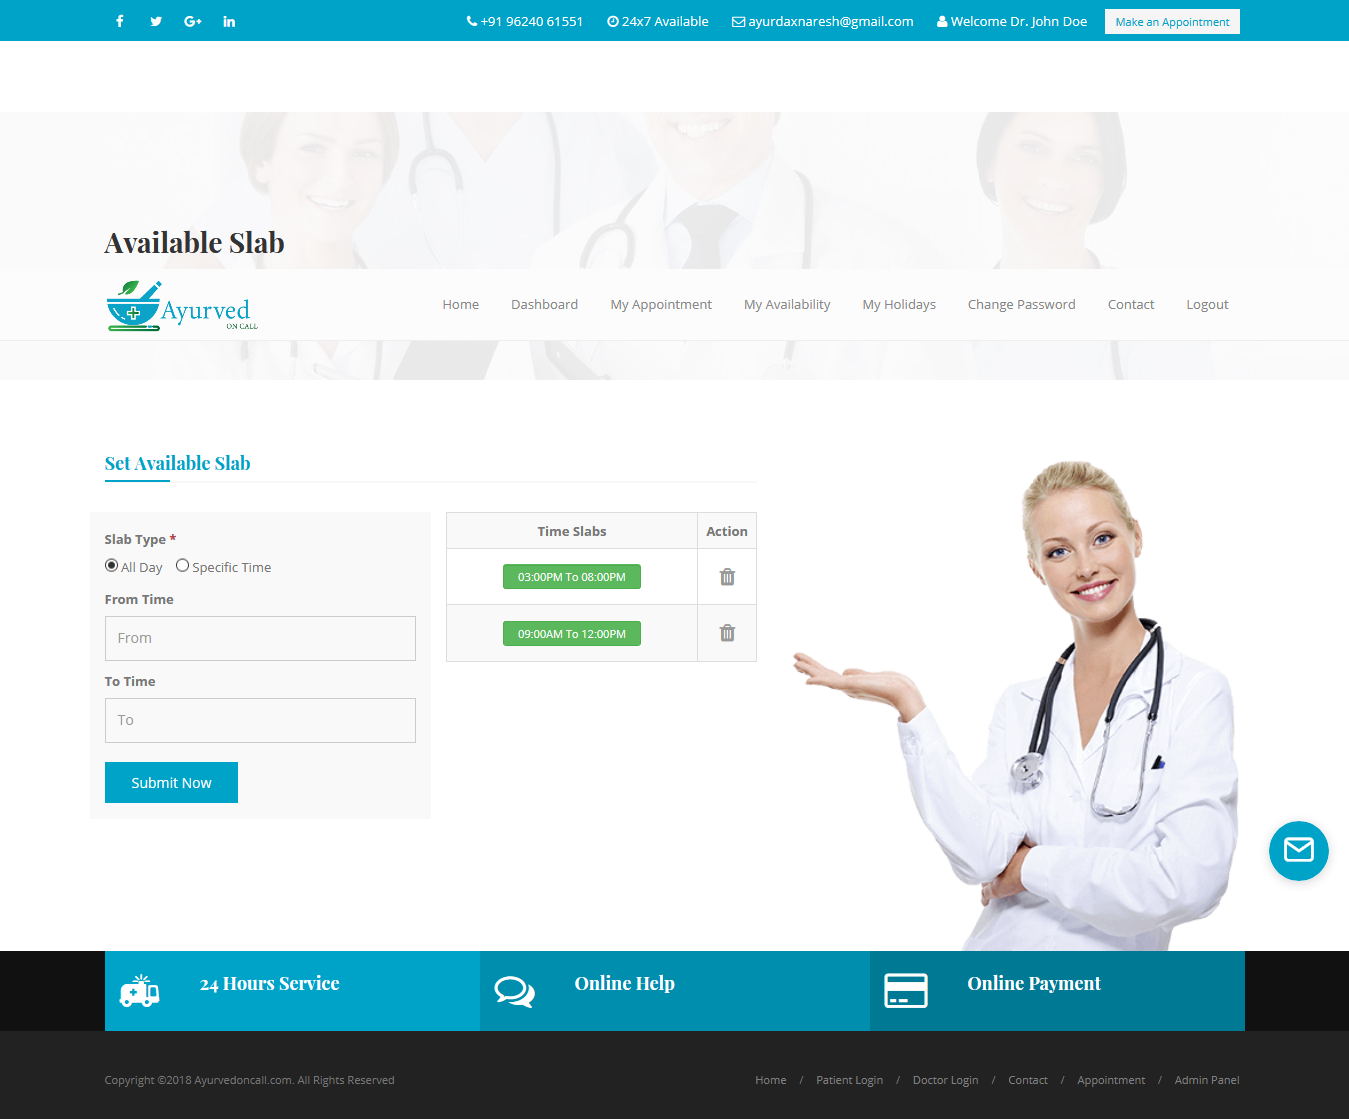 +91 96240 61551 24x7 Available ayurdaxnaresh@gmail.com Welcome Dr. John Doe Make an Appointment
Available Slab
Ayurved
ON CALL
Home Dashboard My Appointment My Availability My Holidays Change Password Contact Logout
Set Available Slab
Slab Type *
All Day Specific Time
From Time
From
To Time
To
Submit Now
Time Slabs Action
03:00PM To 08:00PM
09:00AM To 12:00PM
24 Hours Service Online Help Online Payment
Copyright ©2018 Ayurvedoncall.com. All Rights Reserved Home / Patient Login / Doctor Login / Contact / Appointment / Admin Panel